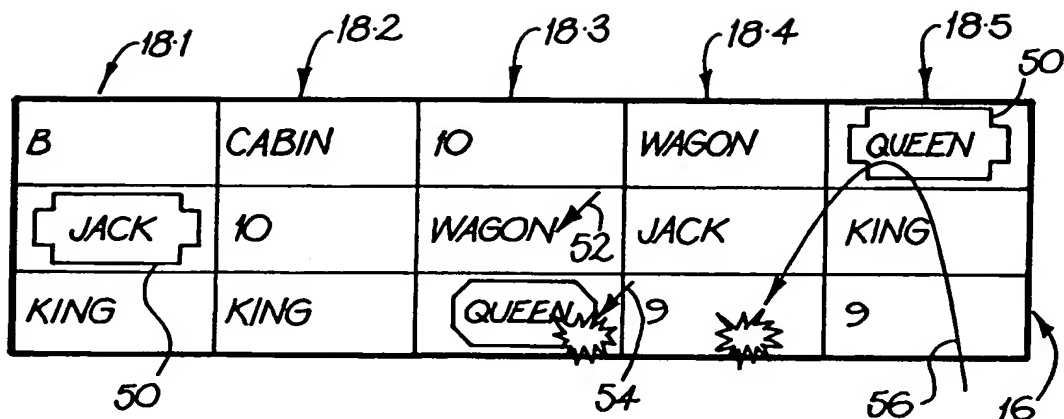 18·1 18·2 18·3 18·4 18·5 50
B CABIN 10 WAGON QUEEN
JACK 10 WAGON 52 JACK KING
KING KING QUEEN 9 9
50 54 56 16